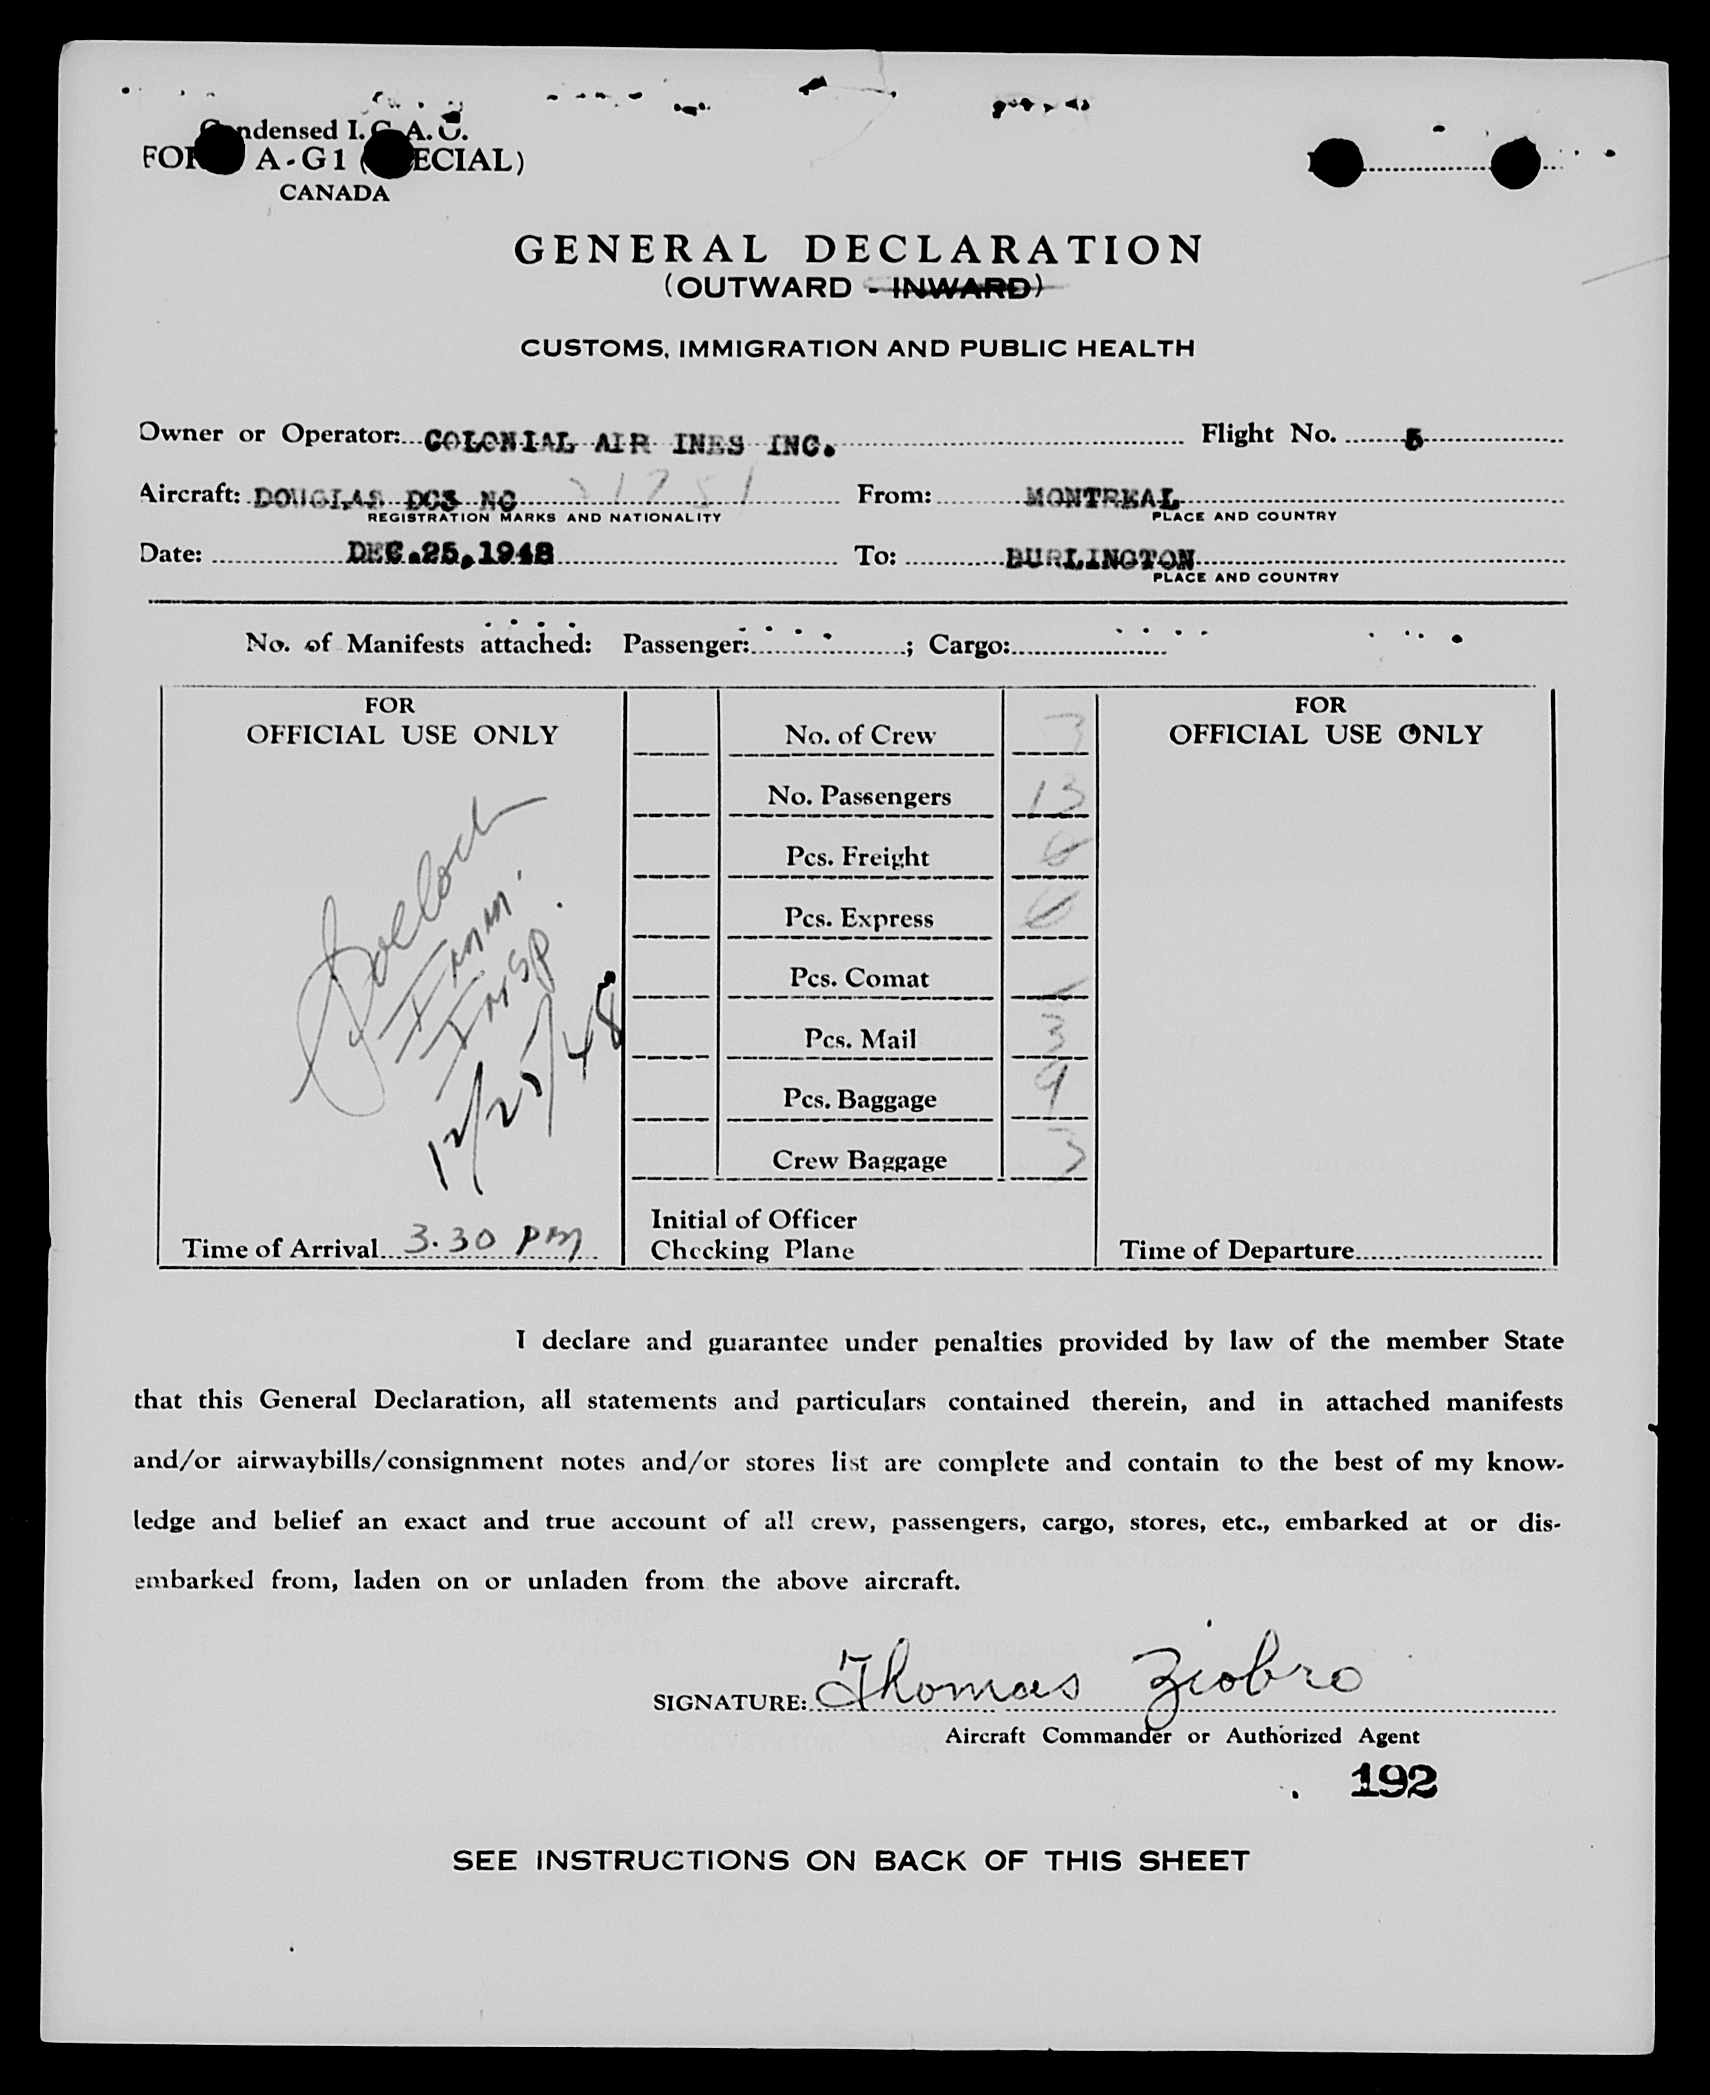 Condensed I.C.A.O.
FORM A-G1 (SPECIAL)
CANADA
GENERAL DECLARATION
(OUTWARD - INWARD)
CUSTOMS, IMMIGRATION AND PUBLIC HEALTH
Owner or Operator: COLONIAL AIR INES INC. Flight No. 5
Aircraft: DOUGLAS DC3 NC 21751 From: MONTREAL
REGISTRATION MARKS AND NATIONALITY PLACE AND COUNTRY
Date: DEC.25,1948 To: BURLINGTON
PLACE AND COUNTRY
No. of Manifests attached: Passenger: ; Cargo:
FOR
OFFICIAL USE ONLY
Immi.
Insp.
12/25/48
Time of Arrival 3.30 PM
No. of Crew 3
No. Passengers 13
Pcs. Freight 0
Pcs. Express 0
Pcs. Comat
Pcs. Mail 3
Pcs. Baggage 9
Crew Baggage 3
Initial of Officer
Checking Plane
FOR
OFFICIAL USE ONLY
Time of Departure
I declare and guarantee under penalties provided by law of the member State
that this General Declaration, all statements and particulars contained therein, and in attached manifests
and/or airwaybills/consignment notes and/or stores list are complete and contain to the best of my know-
ledge and belief an exact and true account of all crew, passengers, cargo, stores, etc., embarked at or dis-
embarked from, laden on or unladen from the above aircraft.
SIGNATURE: Thomas Ziobro
Aircraft Commander or Authorized Agent
192
SEE INSTRUCTIONS ON BACK OF THIS SHEET